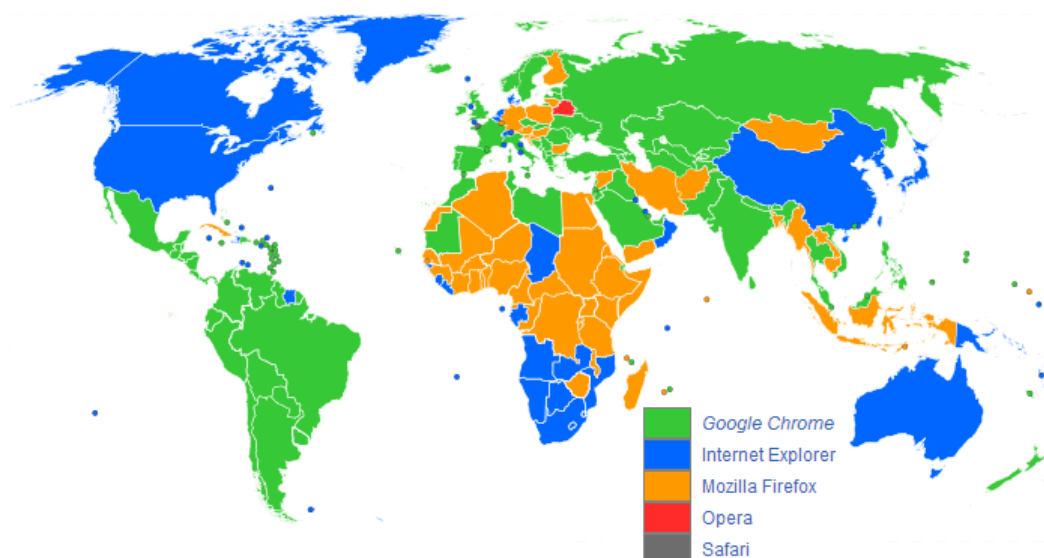 Google Chrome
Internet Explorer
Mozilla Firefox
Opera
Safari